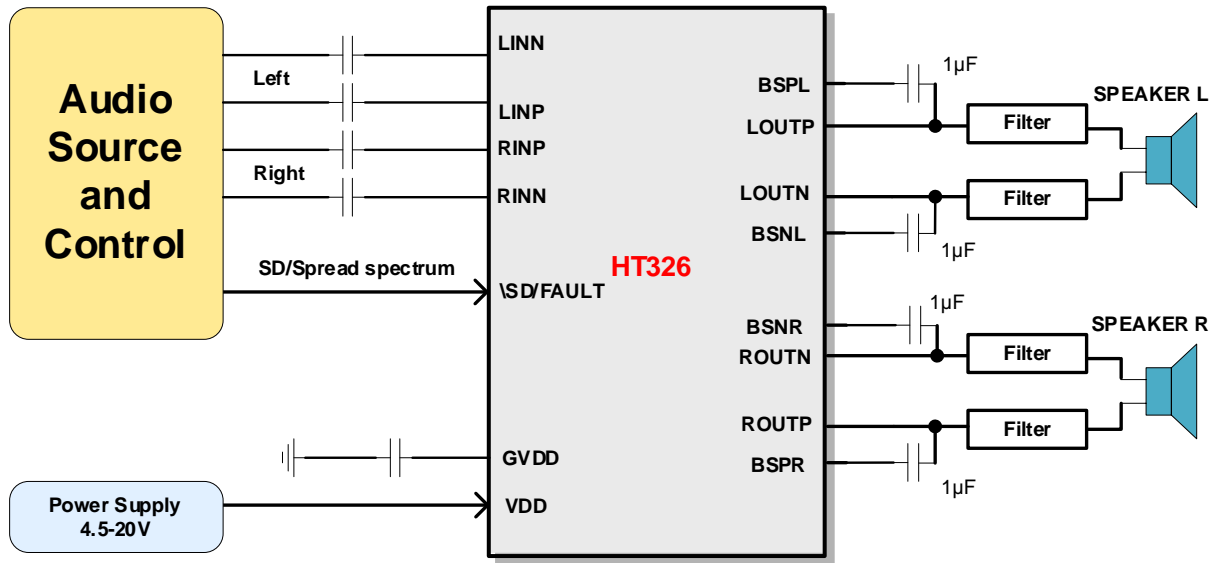 Audio
Source
and
Control
Left
Right
SD/Spread spectrum
Power Supply
4.5-20V
LINN
LINP
RINP
RINN
\SD/FAULT
GVDD
VDD
HT326
BSPL
LOUTP
LOUTN
BSNL
BSNR
ROUTN
ROUTP
BSPR
1µF
1µF
1µF
1µF
Filter
Filter
Filter
Filter
SPEAKER L
SPEAKER R